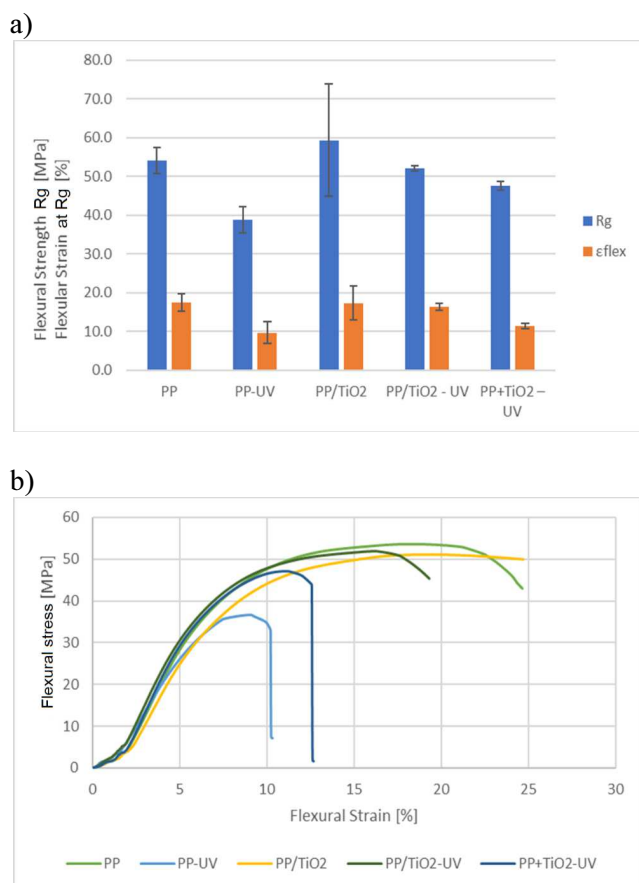 a)
80.0
70.0
60.0
50.0
40.0
30.0
20.0
10.0
0.0
Flexural Strength Rg [MPa]
Flexular Strain at Rg [%]
PP
PP-UV
PP/TiO2
PP/TiO2 - UV
PP+TiO2 –
UV
Rg
εflex
b)
60
50
40
30
20
10
0
Flexural stress [MPa]
0
5
10
15
20
25
30
Flexural Strain [%]
PP
PP-UV
PP/TiO2
PP/TiO2-UV
PP+TiO2-UV